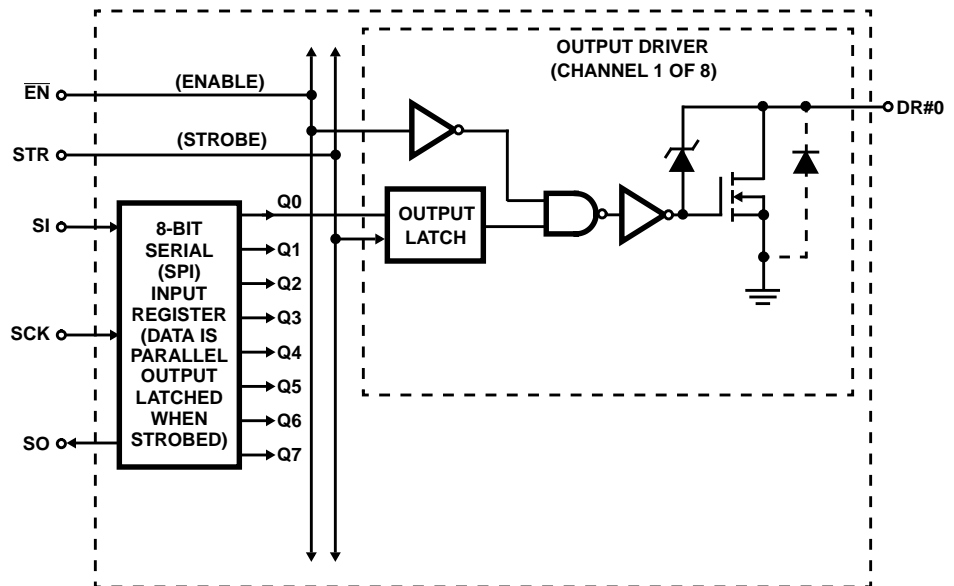 OUTPUT DRIVER
(CHANNEL 1 OF 8)
EN
(ENABLE)
DR#0
STR
(STROBE)
SI
8-BIT
SERIAL
(SPI)
INPUT
REGISTER
(DATA IS
PARALLEL
OUTPUT
LATCHED
WHEN
STROBED)
Q0
OUTPUT
LATCH
Q1
Q2
Q3
Q4
Q5
Q6
Q7
SCK
SO